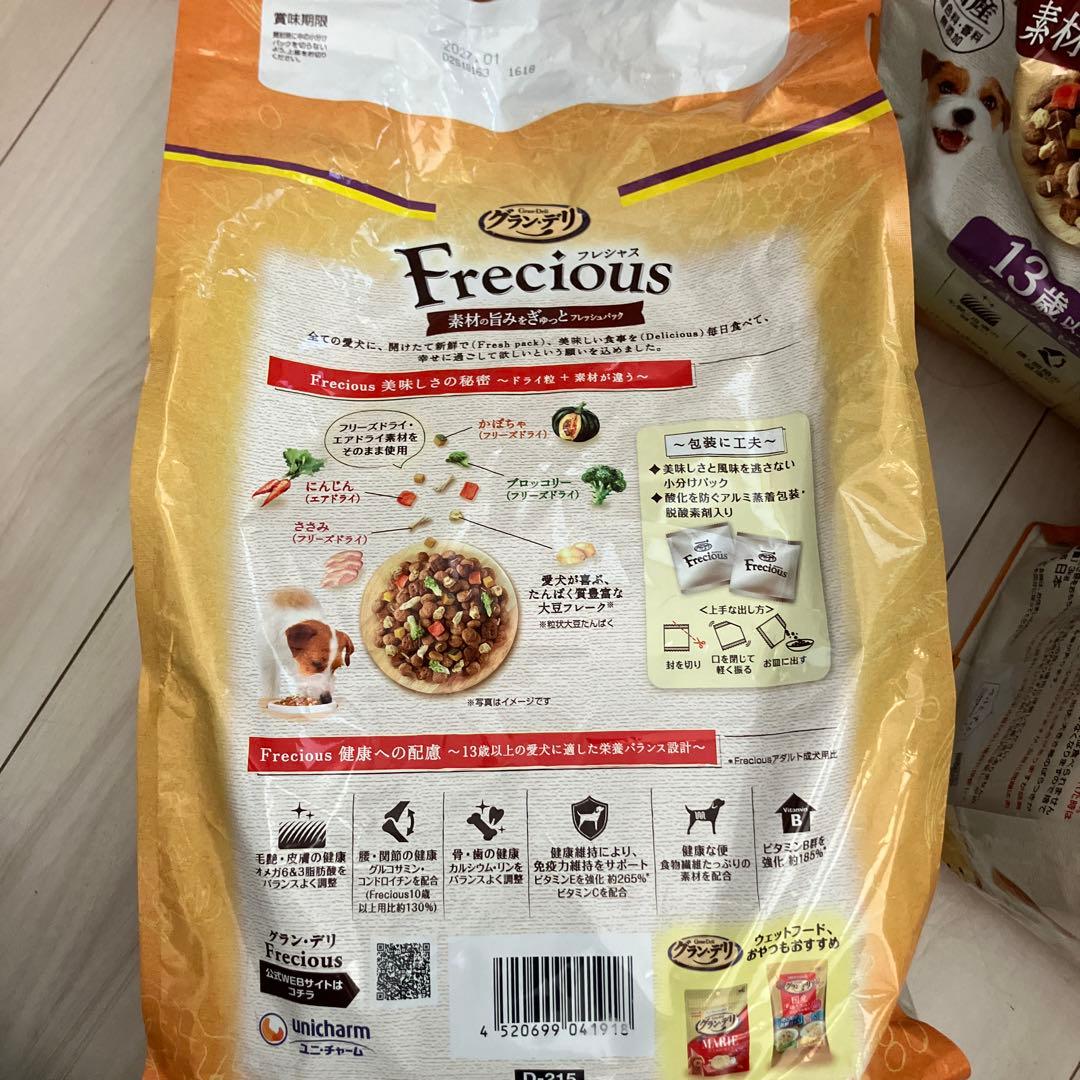 賞味期限
2027.01
D2518163 1618
Gran-Deli
グラン・デリ
フレシャス
Frecious
素材の旨みをぎゅっとフレッシュパック
全ての愛犬に、開けたて新鮮で(Fresh pack)、美味しい食事を(Delicious)毎日食べて、
幸せに過ごして欲しいという願いを込めました。
Frecious 美味しさの秘密 〜ドライ粒 + 素材が違う〜
フリーズドライ・
エアドライ素材を
そのまま使用
かぼちゃ
(フリーズドライ)
にんじん
(エアドライ)
ブロッコリー
(フリーズドライ)
ささみ
(フリーズドライ)
愛犬が喜ぶ、
たんぱく質豊富な
大豆フレーク※
※粒状大豆たんぱく
※写真はイメージです
〜包装に工夫〜
◆美味しさと風味を逃さない
小分けパック
◆酸化を防ぐアルミ蒸着包装・
脱酸素剤入り
Frecious
Frecious
<上手な出し方>
封を切り
口を閉じて
軽く振る
お皿に出す
Frecious 健康への配慮 〜13歳以上の愛犬に適した栄養バランス設計〜
*Freciousアダルト成犬用比
毛艶・皮膚の健康
オメガ6&3脂肪酸を
バランスよく調整
腰・関節の健康
グルコサミン・
コンドロイチンを配合
(Frecious10歳
以上用比約130%)
骨・歯の健康
カルシウム・リンを
バランスよく調整
健康維持により、
免疫力維持をサポート
ビタミンEを強化 約265%*
ビタミンCを配合
健康な便
食物繊維たっぷりの
素材を配合
Vitamin
B
ビタミンB群を
強化 約185%*
グラン・デリ
Frecious
公式WEBサイトは
コチラ
unicharm
ユニ・チャーム
4 520699 041918
D-215
グラン・デリ
ウェットフード、
おやつもおすすめ
グラン・デリ
MARIE
グラン・デリ
国産
素材
13歳以